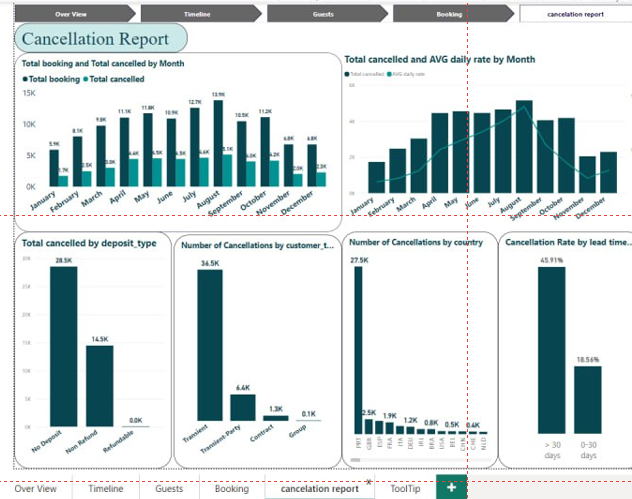 Over View
Timeline
Guests
Booking
cancelation report
Cancellation Report
Total booking and Total cancelled by Month
Total booking Total cancelled
15K
10K
5K
0K
5.9K 8.1K 9.8K 11.1K 11.8K 10.9K 12.7K 13.9K 10.5K 11.2K 6.8K 6.8K
1.7K 2.5K 3.0K 4.4K 4.5K 4.5K 4.6K 5.1K 4.0K 4.2K 2.0K 2.3K
January February March April May June July August September October November December
Total cancelled and AVG daily rate by Month
Total cancelled AVG daily rate
January February March April May June July August September October November December
Total cancelled by deposit_type
28.5K
14.5K
0.0K
No Deposit
Non Refund
Refundable
Number of Cancellations by customer_t...
36.5K
6.4K
1.3K
0.1K
Transient
Transient-Party
Contract
Group
Number of Cancellations by country
27.5K
2.5K 1.9K 1.2K 0.8K 0.5K 0.4K
PRT GBR ESP FRA ITA DEU IRL BRA USA BEL CHN CHE NLD
Cancellation Rate by lead time...
45.91%
18.56%
> 30
days
0-30
days
Over View
Timeline
Guests
Booking
cancelation report
x
ToolTip
+